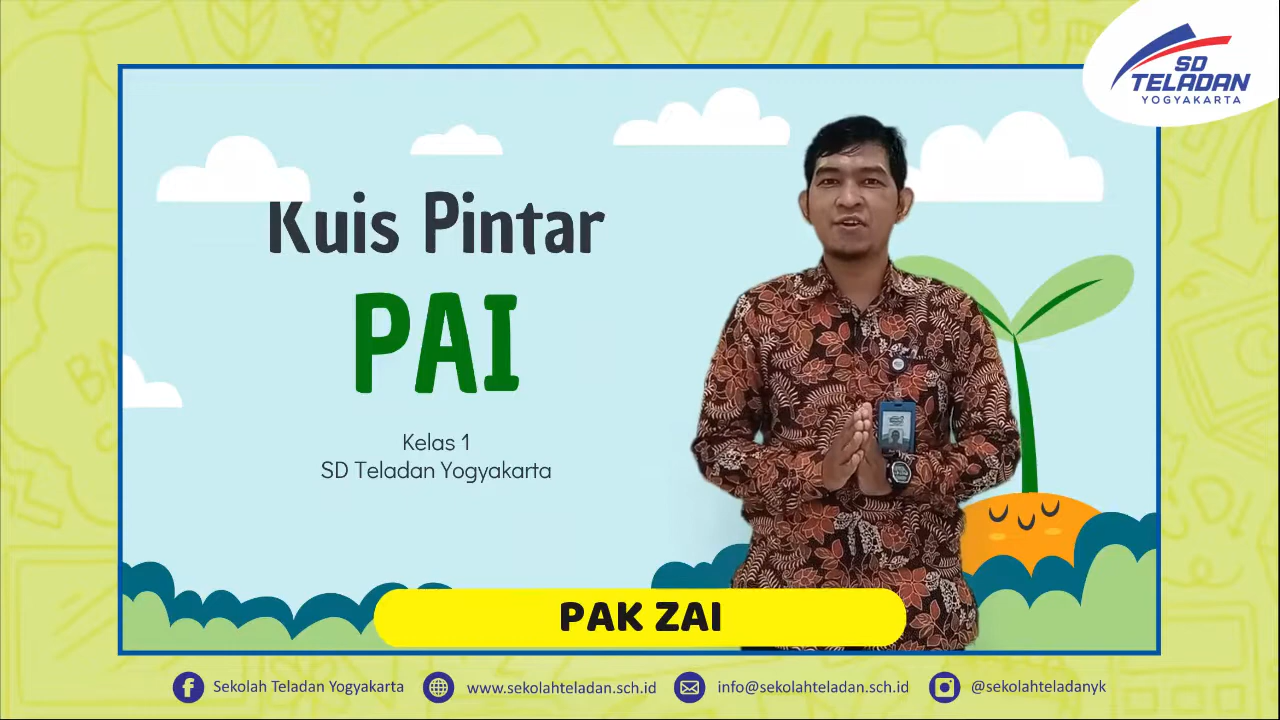 SD
TELADAN
YOGYAKARTA
Kuis Pintar
PAI
Kelas 1
SD Teladan Yogyakarta
PAK ZAI
Sekolah Teladan Yogyakarta
www.sekolahteladan.sch.id
info@sekolahteladan.sch.id
@sekolahteladanyk